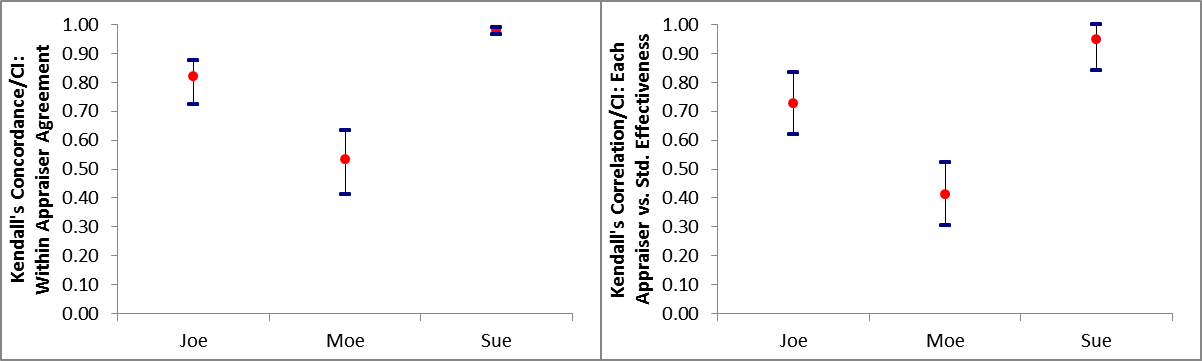 Kendall's Concordance/CI:
Within Appraiser Agreement
1.00
0.90
0.80
0.70
0.60
0.50
0.40
0.30
0.20
0.10
0.00
Joe
Moe
Sue
Kendall's Correlation/CI: Each
Appraiser vs. Std. Effectiveness
1.00
0.90
0.80
0.70
0.60
0.50
0.40
0.30
0.20
0.10
0.00
Joe
Moe
Sue